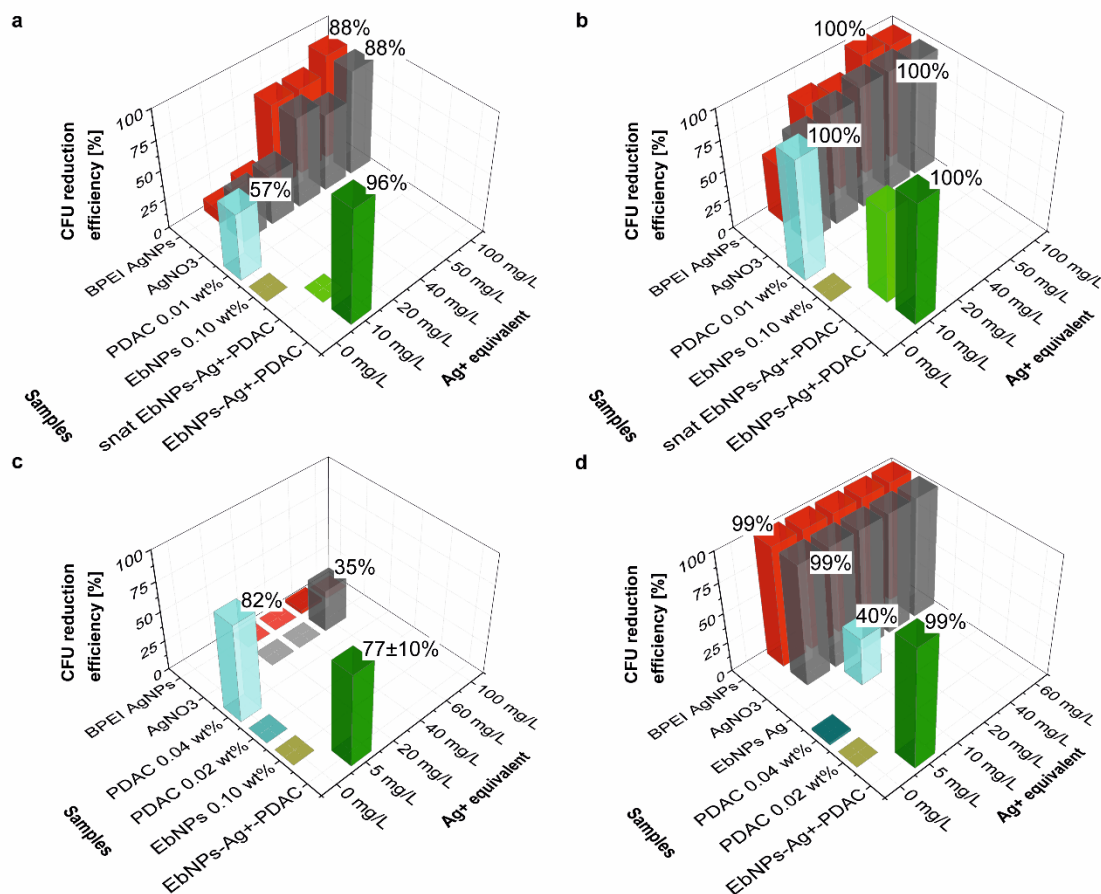 a
CFU reduction
efficiency [%]
100
75
50
25
0
88%
88%
57%
96%
BPEI AgNPs
AgNO3
PDAC 0.01 wt%
EbNPs 0.10 wt%
snat EbNPs-Ag+-PDAC
EbNPs-Ag+-PDAC
Samples
0 mg/L
10 mg/L
20 mg/L
40 mg/L
50 mg/L
100 mg/L
Ag+ equivalent
b
CFU reduction
efficiency [%]
100
75
50
25
0
100%
100%
100%
100%
BPEI AgNPs
AgNO3
PDAC 0.01 wt%
EbNPs 0.10 wt%
snat EbNPs-Ag+-PDAC
EbNPs-Ag+-PDAC
Samples
0 mg/L
10 mg/L
20 mg/L
40 mg/L
50 mg/L
100 mg/L
Ag+ equivalent
c
CFU reduction
efficiency [%]
100
75
50
25
0
35%
82%
77±10%
BPEI AgNPs
AgNO3
PDAC 0.04 wt%
PDAC 0.02 wt%
EbNPs 0.10 wt%
EbNPs-Ag+-PDAC
Samples
0 mg/L
5 mg/L
20 mg/L
40 mg/L
60 mg/L
100 mg/L
Ag+ equivalent
d
CFU reduction
efficiency [%]
100
75
50
25
0
99%
99%
40%
99%
BPEI AgNPs
AgNO3
EbNPs Ag
PDAC 0.04 wt%
PDAC 0.02 wt%
EbNPs-Ag+-PDAC
Samples
0 mg/L
5 mg/L
10 mg/L
20 mg/L
40 mg/L
60 mg/L
Ag+ equivalent